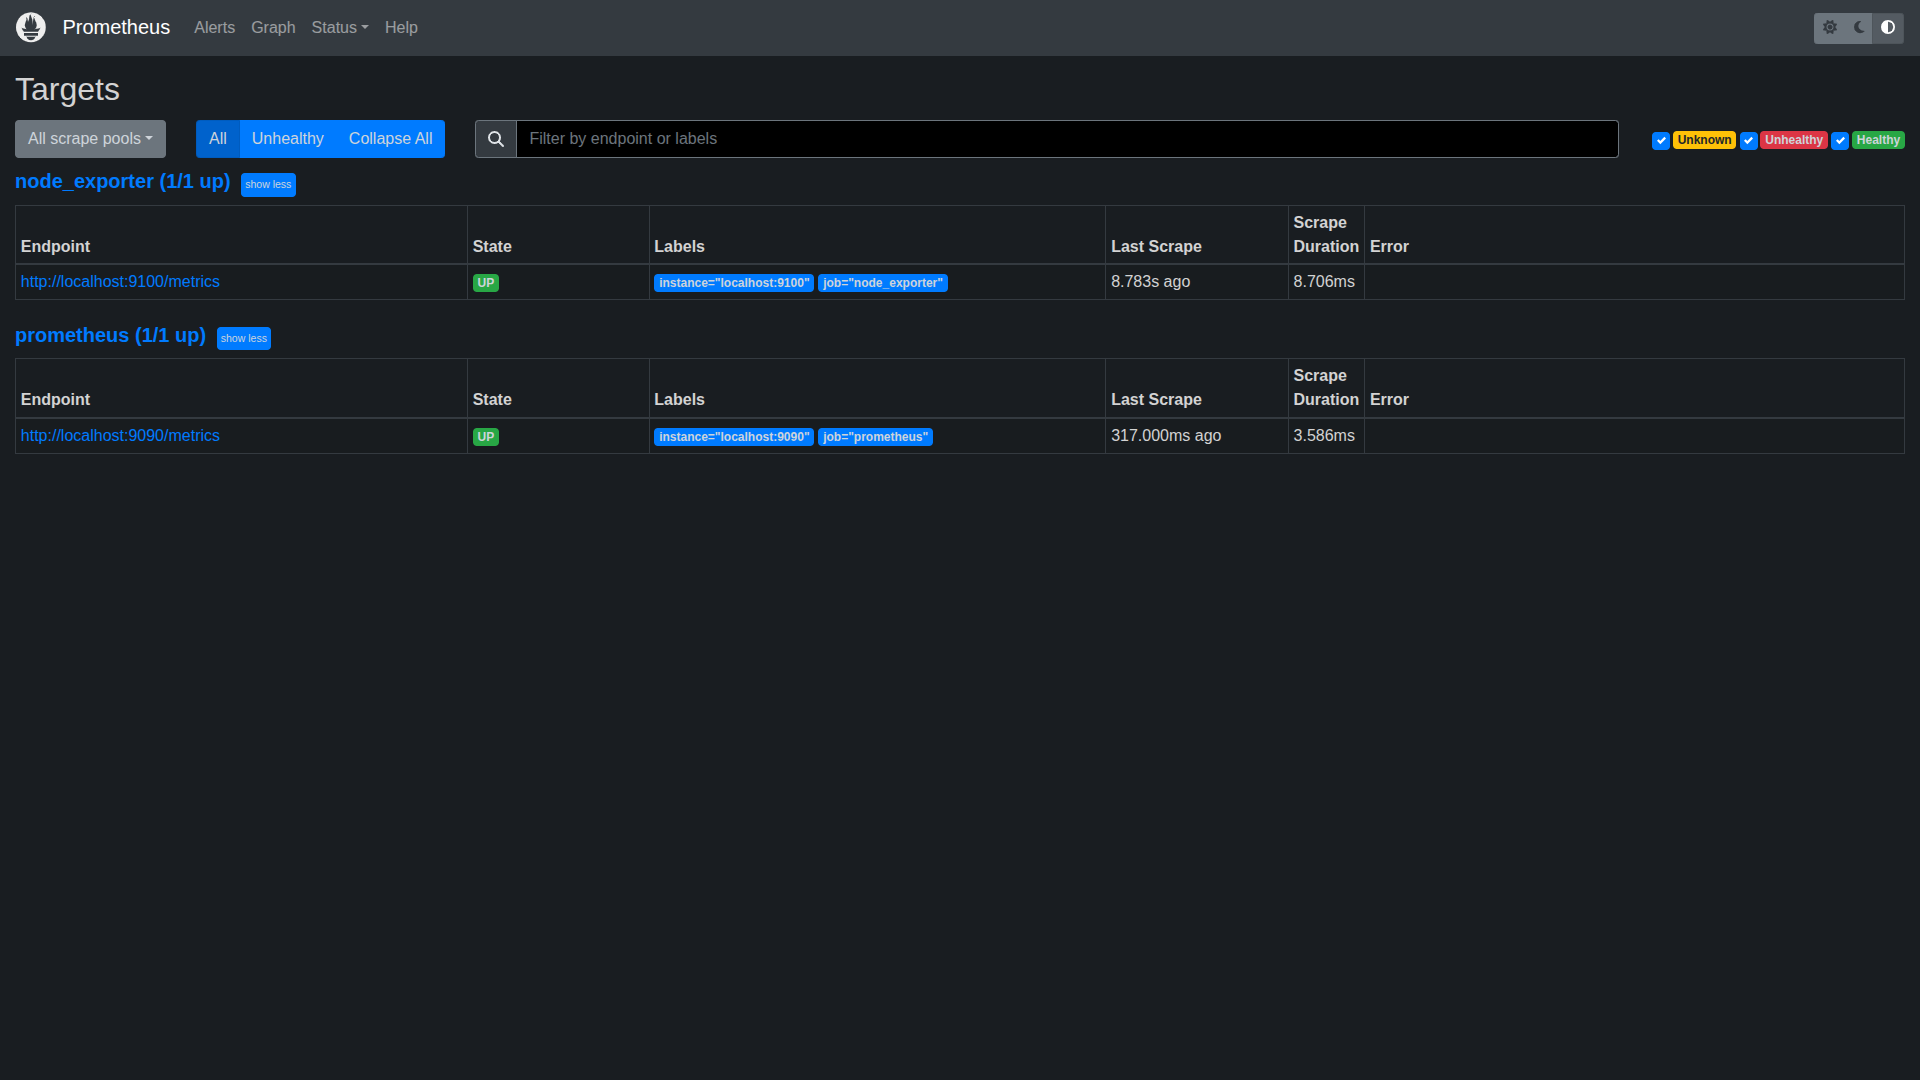 Prometheus Alerts Graph Status Help
Targets
All scrape pools All Unhealthy Collapse All Filter by endpoint or labels Unknown Unhealthy Healthy
node_exporter (1/1 up) show less
Endpoint State Labels Last Scrape Scrape Duration Error
http://localhost:9100/metrics UP instance="localhost:9100" job="node_exporter" 8.783s ago 8.706ms
prometheus (1/1 up) show less
Endpoint State Labels Last Scrape Scrape Duration Error
http://localhost:9090/metrics UP instance="localhost:9090" job="prometheus" 317.000ms ago 3.586ms